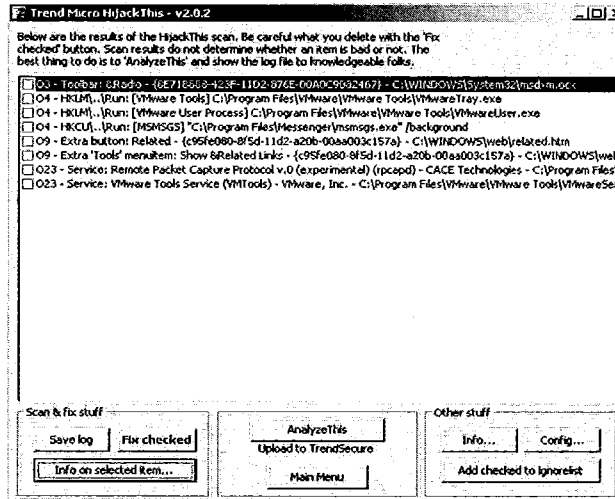 Trend Micro HijackThis - v2.0.2
Below are the results of the HijackThis scan. Be careful what you delete with the 'Fix
checked' button. Scan results do not determine whether an item is bad or not. The
best thing to do is to 'AnalyzeThis' and show the log file to knowledgeable folks.
O3 - Toolbar: &Radio - {8E718888-423F-11D2-876E-00A0C9082467} - C:\WINDOWS\System32\msdxm.ocx
O4 - HKLM\..\Run: [VMware Tools] C:\Program Files\VMware\VMware Tools\VMwareTray.exe
O4 - HKLM\..\Run: [VMware User Process] C:\Program Files\VMware\VMware Tools\VMwareUser.exe
O4 - HKCU\..\Run: [MSMSGS] "C:\Program Files\Messenger\msmsgs.exe" /background
O9 - Extra button: Related - {c95fe080-8f5d-11d2-a20b-00aa003c157a} - C:\WINDOWS\web\related.htm
O9 - Extra 'Tools' menuitem: Show &Related Links - {c95fe080-8f5d-11d2-a20b-00aa003c157a} - C:\WINDOWS\web
O23 - Service: Remote Packet Capture Protocol v.0 (experimental) (rpcapd) - CACE Technologies - C:\Program Files\
O23 - Service: VMware Tools Service (VMTools) - VMware, Inc. - C:\Program Files\VMware\VMware Tools\VMwareSe
Scan & fix stuff
Save log
Fix checked
Info on selected item...
AnalyzeThis
Upload to TrendSecure
Main Menu
Other stuff
Info...
Config...
Add checked to ignorelist